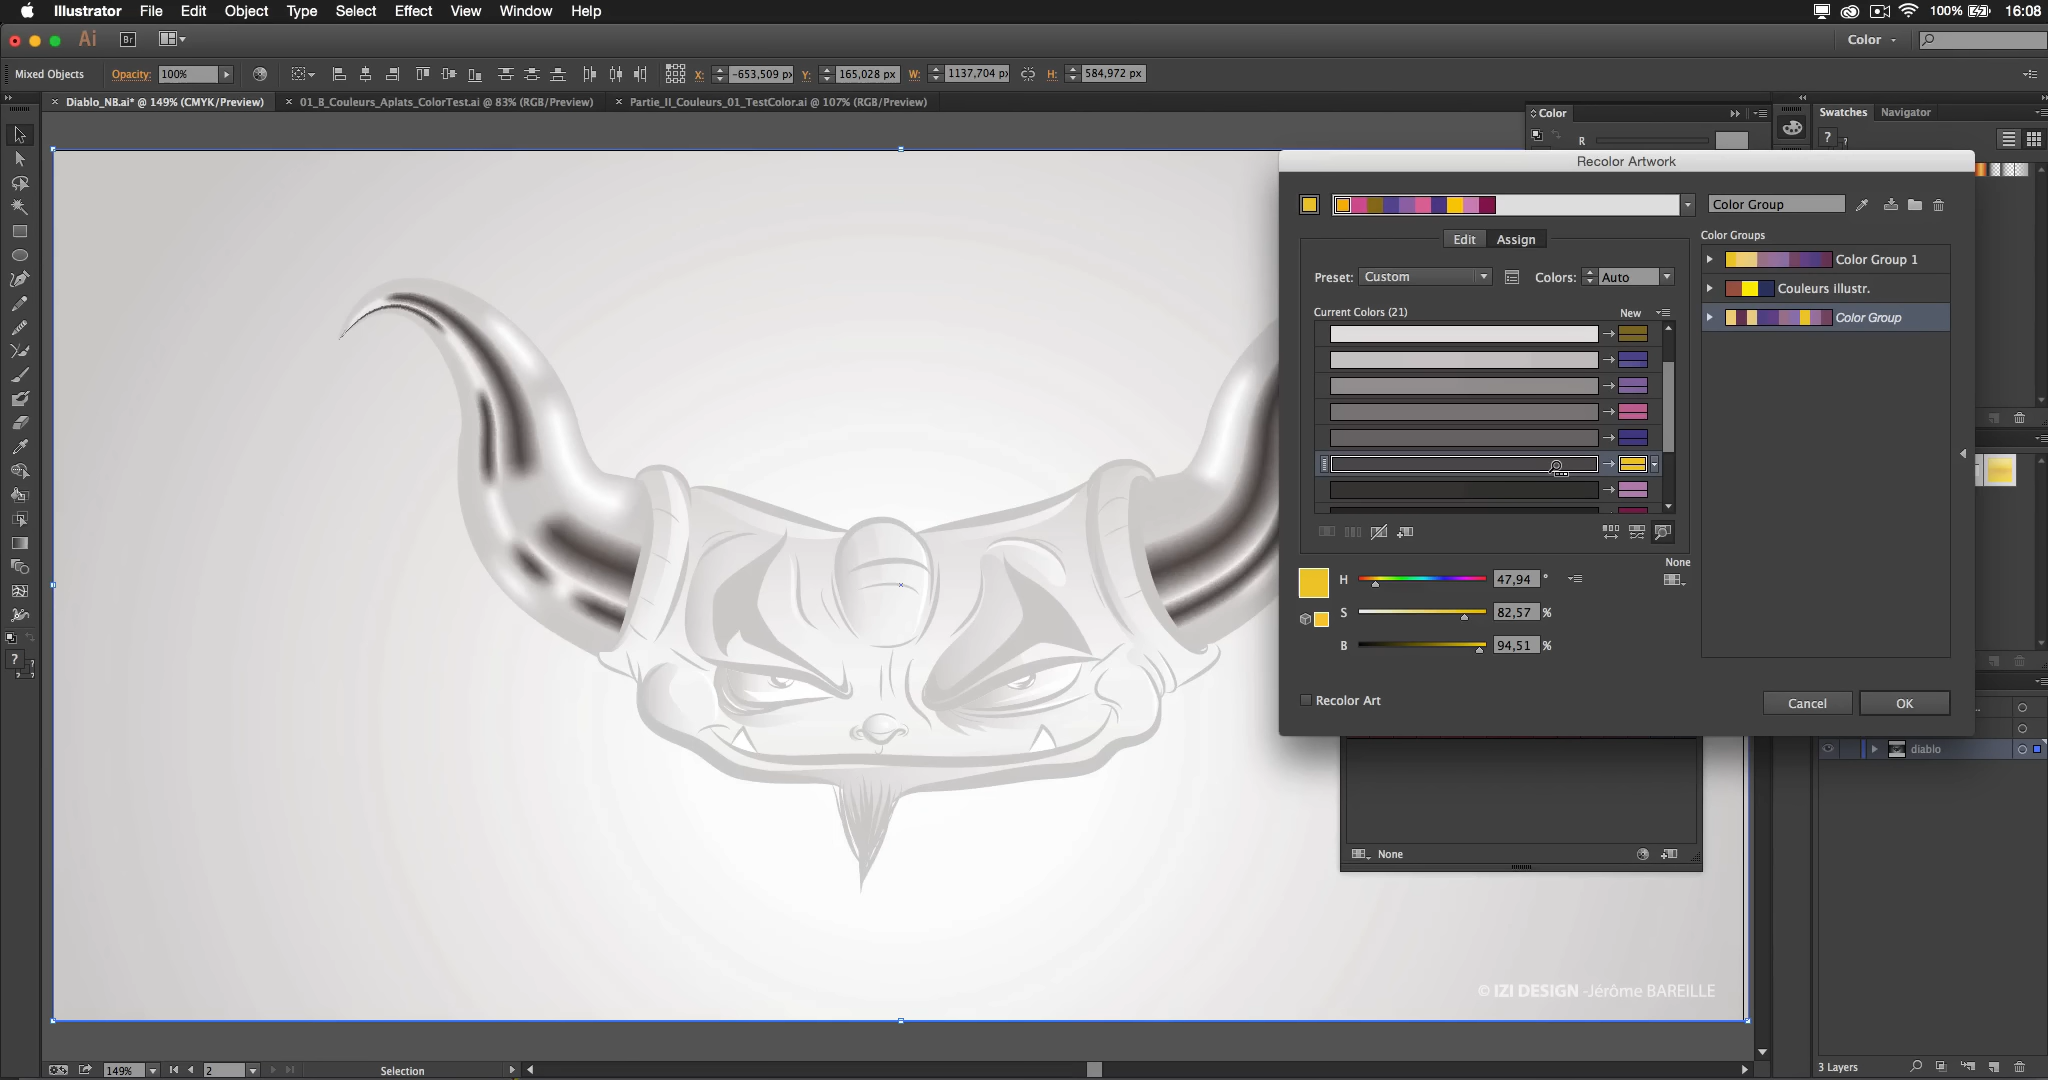 Illustrator File Edit Object Type Select Effect View Window Help 100% 16:08
Ai Br Color
Mixed Objects Opacity: 100% X: -653,509 px Y: 165,028 px W: 1137,704 px H: 584,972 px
× Diablo_NB.ai* @ 149% (CMYK/Preview) × 01_B_Couleurs_Aplats_ColorTest.ai @ 83% (RGB/Preview) × Partie_II_Couleurs_01_TestColor.ai @ 107% (RGB/Preview)
Color
Swatches Navigator
R
Recolor Artwork
Color Group
Edit Assign
Color Groups
Color Group 1
Couleurs illustr.
Color Group
Preset: Custom Colors: Auto
Current Colors (21) New
None
H 47,94 °
S 82,57 %
B 94,51 %
Recolor Art
Cancel OK
diablo
None
© IZI DESIGN -Jérôme BAREILLE
149% 2 Selection
3 Layers